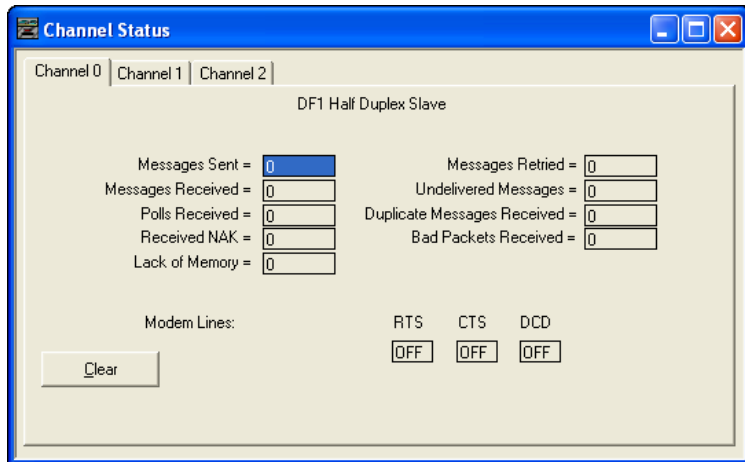 Channel Status
Channel 0 Channel 1 Channel 2
DF1 Half Duplex Slave
Messages Sent = 0 Messages Retried = 0
Messages Received = 0 Undelivered Messages = 0
Polls Received = 0 Duplicate Messages Received = 0
Received NAK = 0 Bad Packets Received = 0
Lack of Memory = 0
Modem Lines: RTS CTS DCD
OFF OFF OFF
Clear